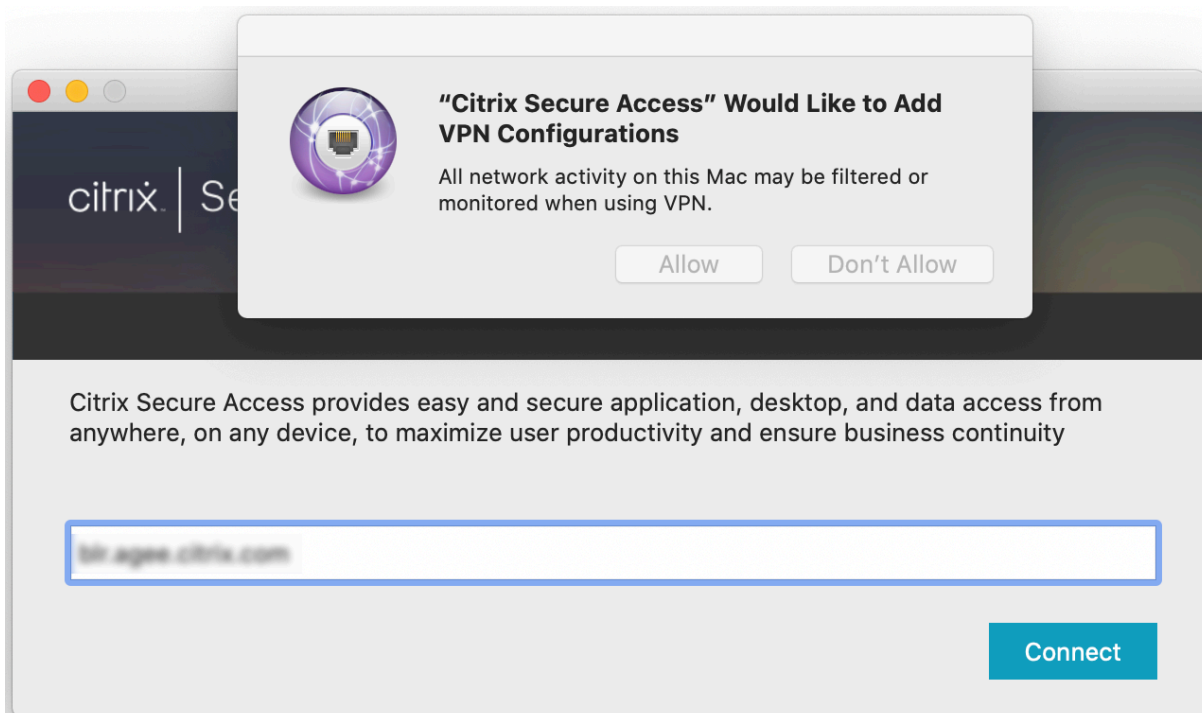 “Citrix Secure Access” Would Like to Add
VPN Configurations
All network activity on this Mac may be filtered or
monitored when using VPN.
Allow
Don’t Allow
citrix
Citrix Secure Access provides easy and secure application, desktop, and data access from
anywhere, on any device, to maximize user productivity and ensure business continuity
Connect